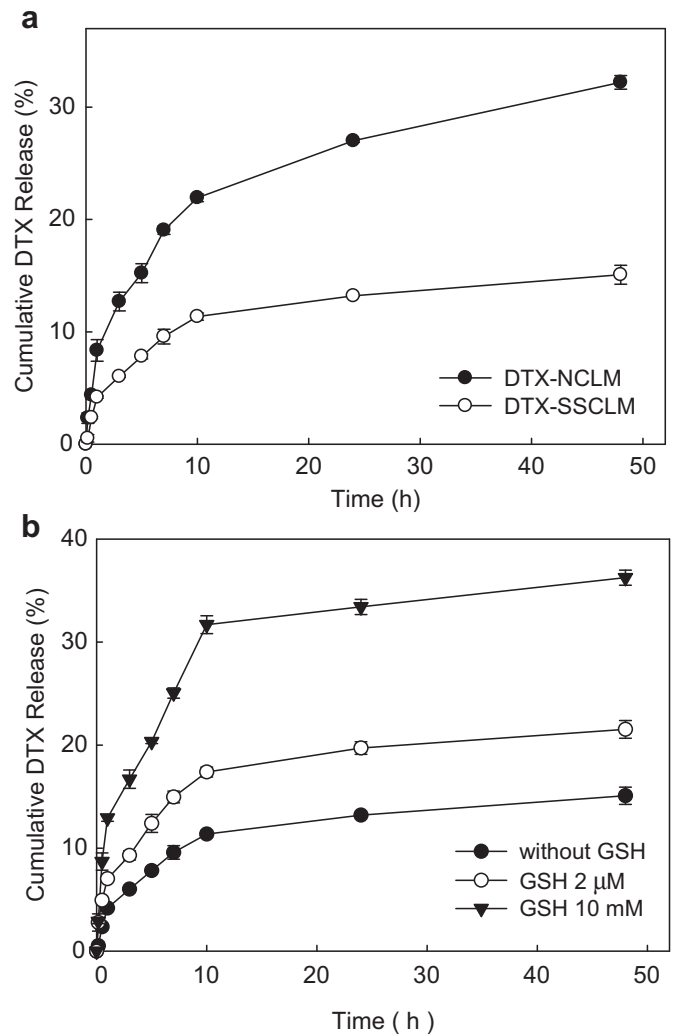 a
Cumulative DTX Release (%)
30
20
10
0
DTX-NCLM
DTX-SSCLM
0 10 20 30 40 50
Time (h)
b
Cumulative DTX Release (%)
40
30
20
10
0
without GSH
GSH 2 μM
GSH 10 mM
0 10 20 30 40 50
Time ( h )